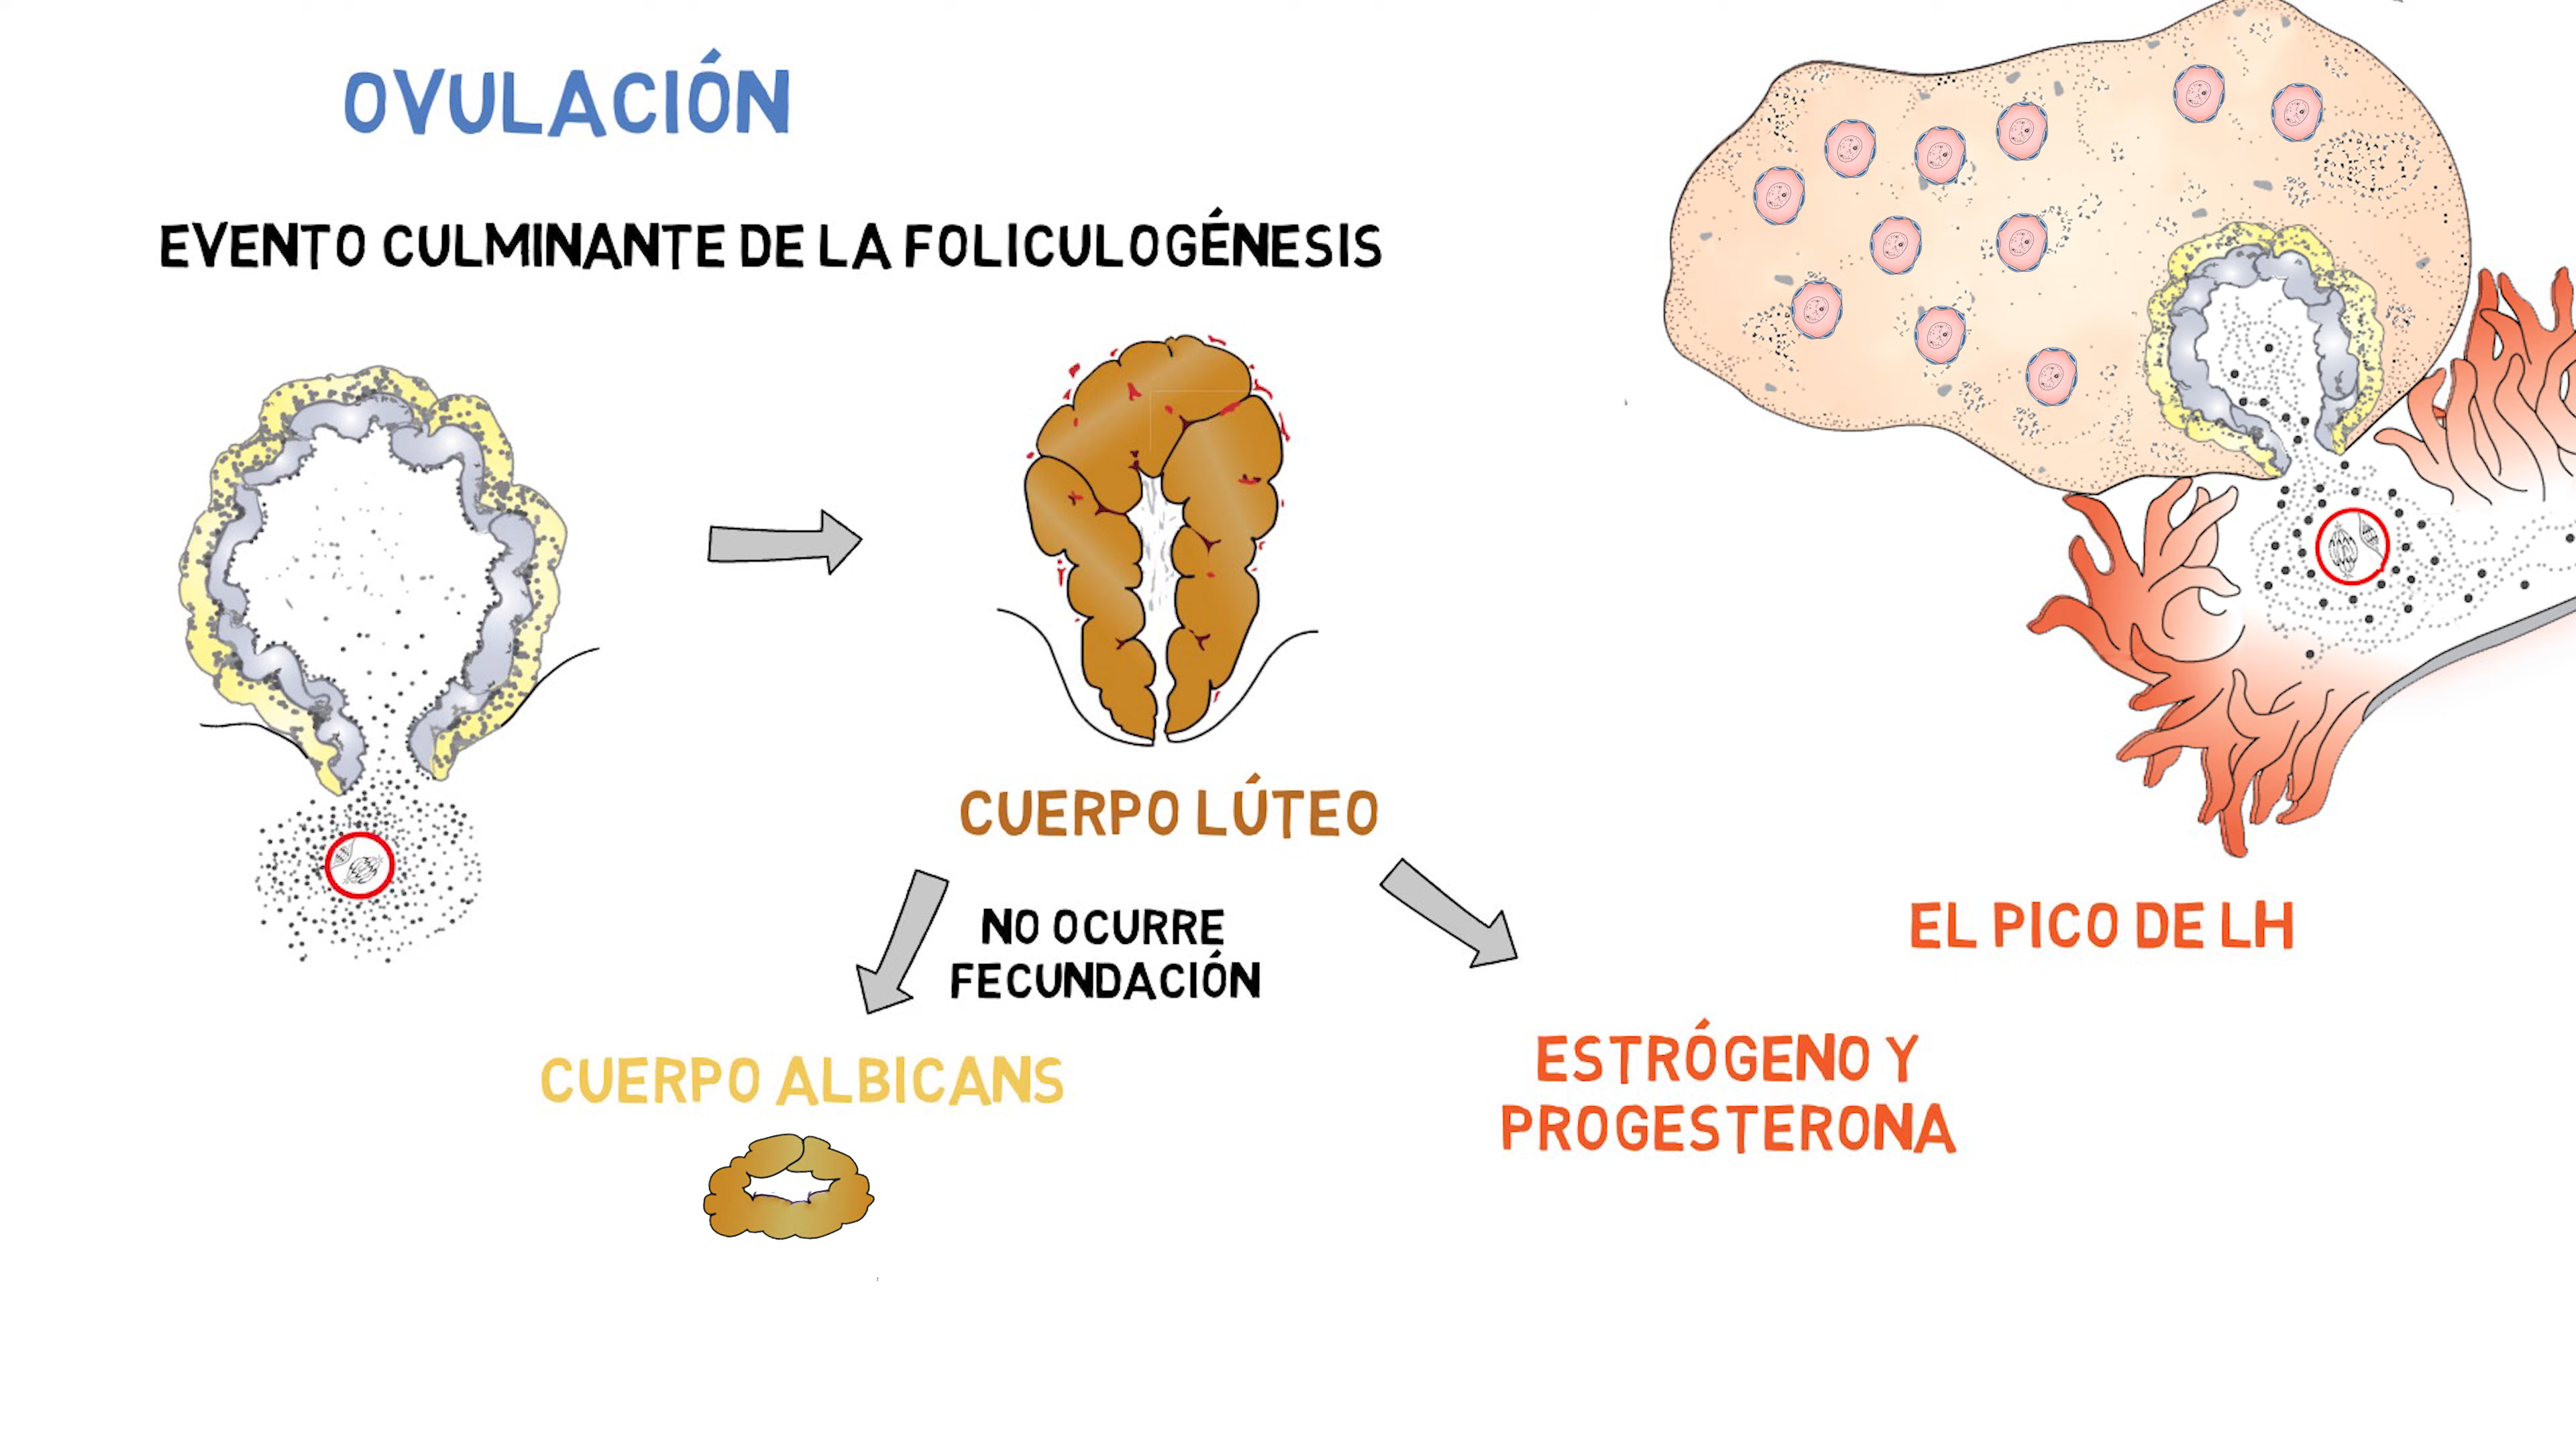 OVULACIÓN
EVENTO CULMINANTE DE LA FOLICULOGÉNESIS
CUERPO LÚTEO
NO OCURRE
FECUNDACIÓN
EL PICO DE LH
CUERPO ALBICANS
ESTRÓGENO Y
PROGESTERONA